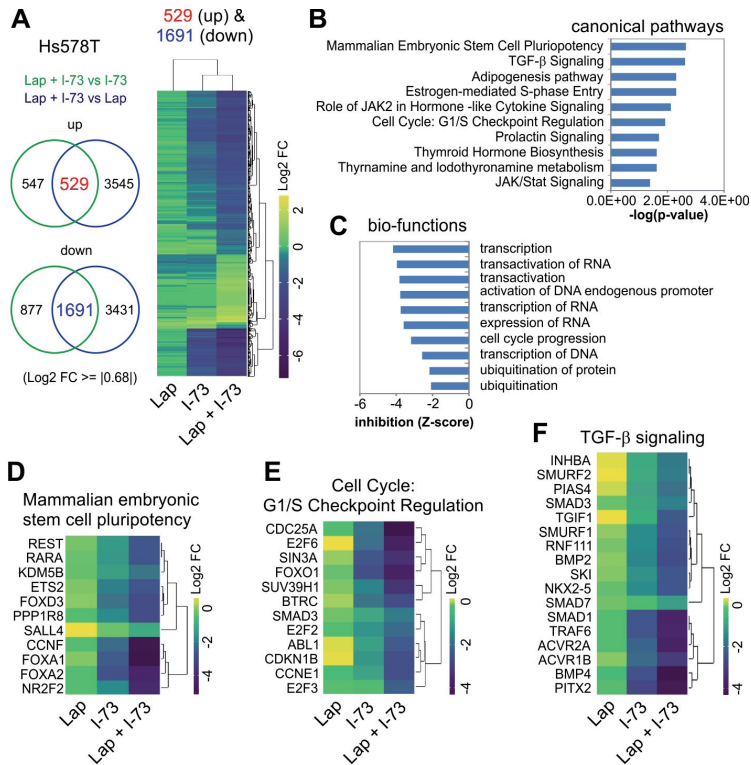 A
529 (up) &
1691 (down)
Hs578T
Lap + I-73 vs I-73
Lap + I-73 vs Lap
up
547
529
3545
down
877
1691
3431
(Log2 FC >= |0.68|)
Log2 FC
2
0
-2
-4
-6
Lap
I-73
Lap + I-73
B
canonical pathways
Mammalian Embryonic Stem Cell Pluripotency
TGF-β Signaling
Adipogenesis pathway
Estrogen-mediated S-phase Entry
Role of JAK2 in Hormone -like Cytokine Signaling
Cell Cycle: G1/S Checkpoint Regulation
Prolactin Signaling
Thymroid Hormone Biosynthesis
Thyrnamine and Iodothyronamine metabolism
JAK/Stat Signaling
0.0E+00 2.0E+00 4.0E+00
-log(p-value)
C
bio-functions
transcription
transactivation of RNA
transactivation
activation of DNA endogenous promoter
transcription of RNA
expression of RNA
cell cycle progression
transcription of DNA
ubiquitination of protein
ubiquitination
-6 -4 -2 0
inhibition (Z-score)
D
Mammalian embryonic
stem cell pluripotency
REST
RARA
KDM5B
ETS2
FOXD3
PPP1R8
SALL4
CCNF
FOXA1
FOXA2
NR2F2
Log2 FC
0
-2
-4
Lap
I-73
Lap + I-73
E
Cell Cycle:
G1/S Checkpoint Regulation
CDC25A
E2F6
SIN3A
FOXO1
SUV39H1
BTRC
SMAD3
E2F2
ABL1
CDKN1B
CCNE1
E2F3
Log2 FC
0
-2
-4
Lap
I-73
Lap + I-73
F
TGF-β signaling
INHBA
SMURF2
PIAS4
SMAD3
TGIF1
SMURF1
RNF111
BMP2
SKI
NKX2-5
SMAD7
SMAD1
TRAF6
ACVR2A
ACVR1B
BMP4
PITX2
Log2 FC
0
-2
-4
Lap
I-73
Lap + I-73